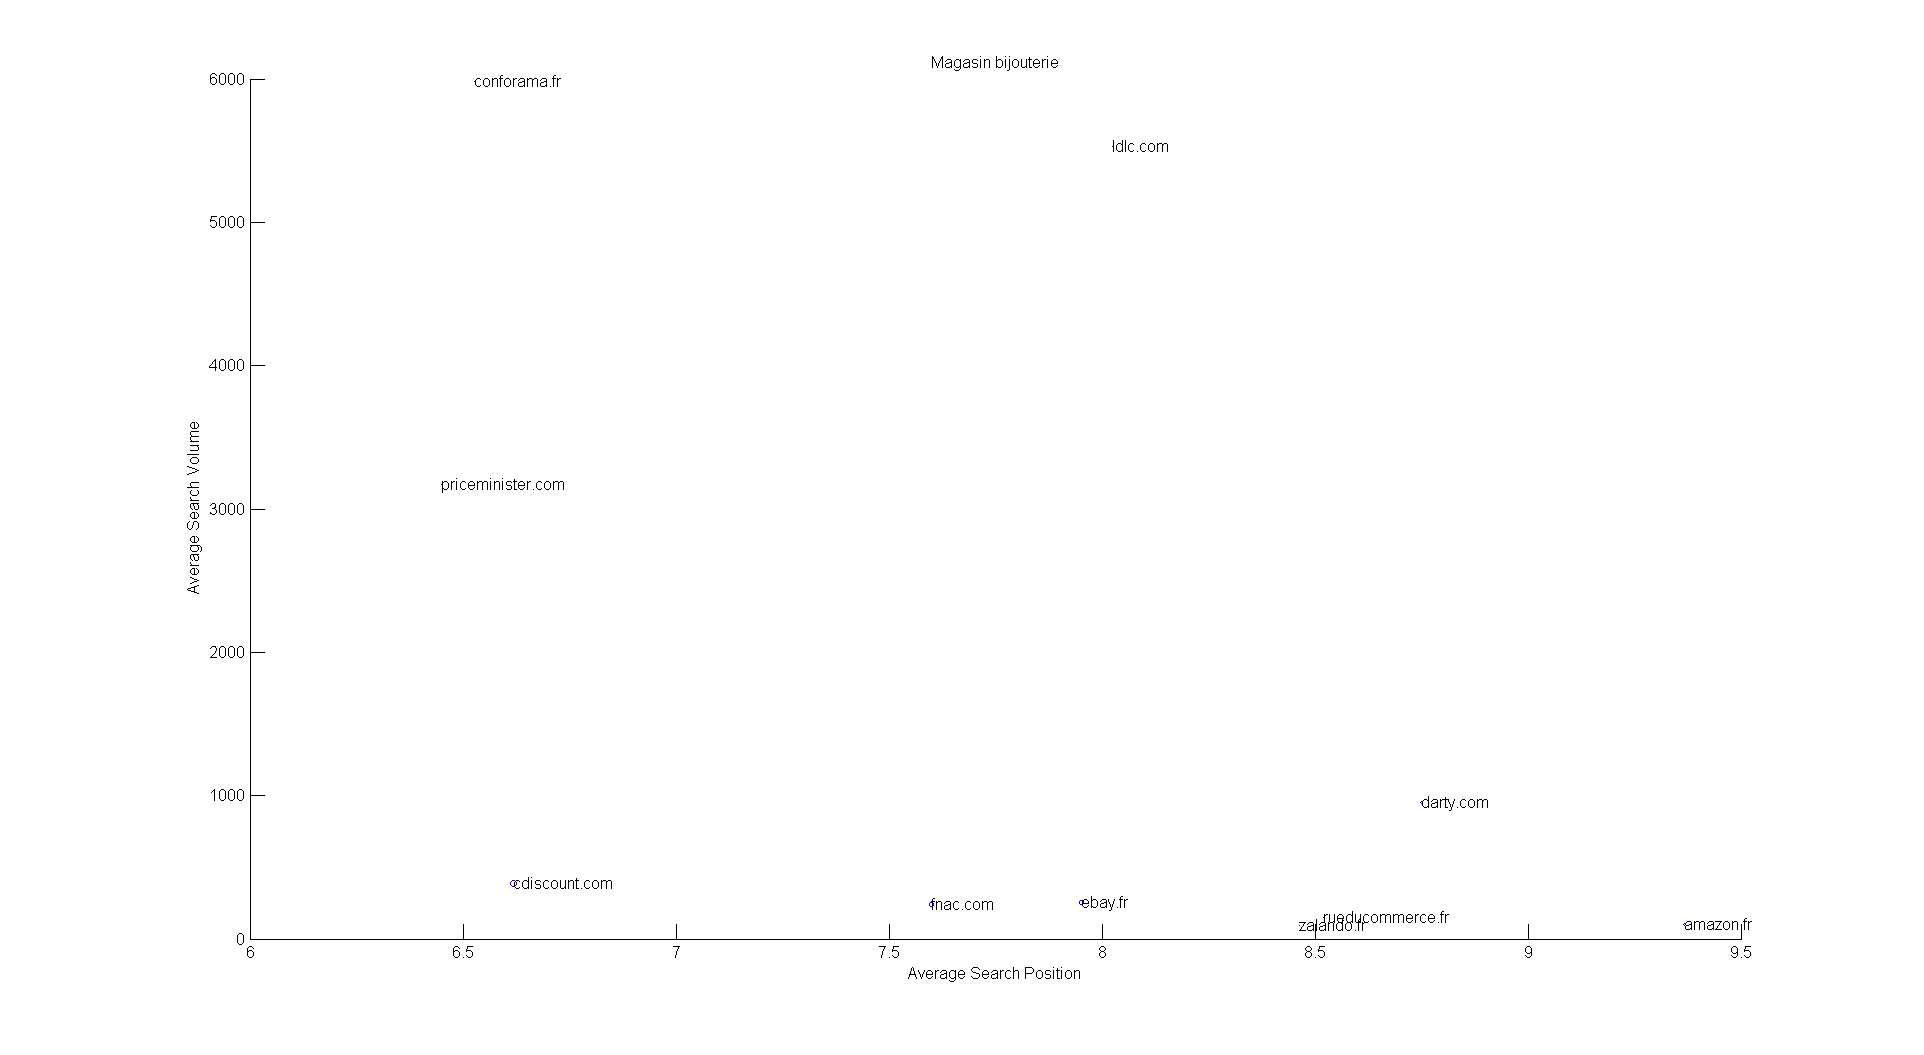 Magasin bijouterie
6000
conforama.fr
ldlc.com
5000
4000
Average Search Volume
priceminister.com
3000
2000
1000
darty.com
cdiscount.com
fnac.com
ebay.fr
rueducommerce.fr
zalando.fr
amazon.fr
0
6 6.5 7 7.5 8 8.5 9 9.5
Average Search Position